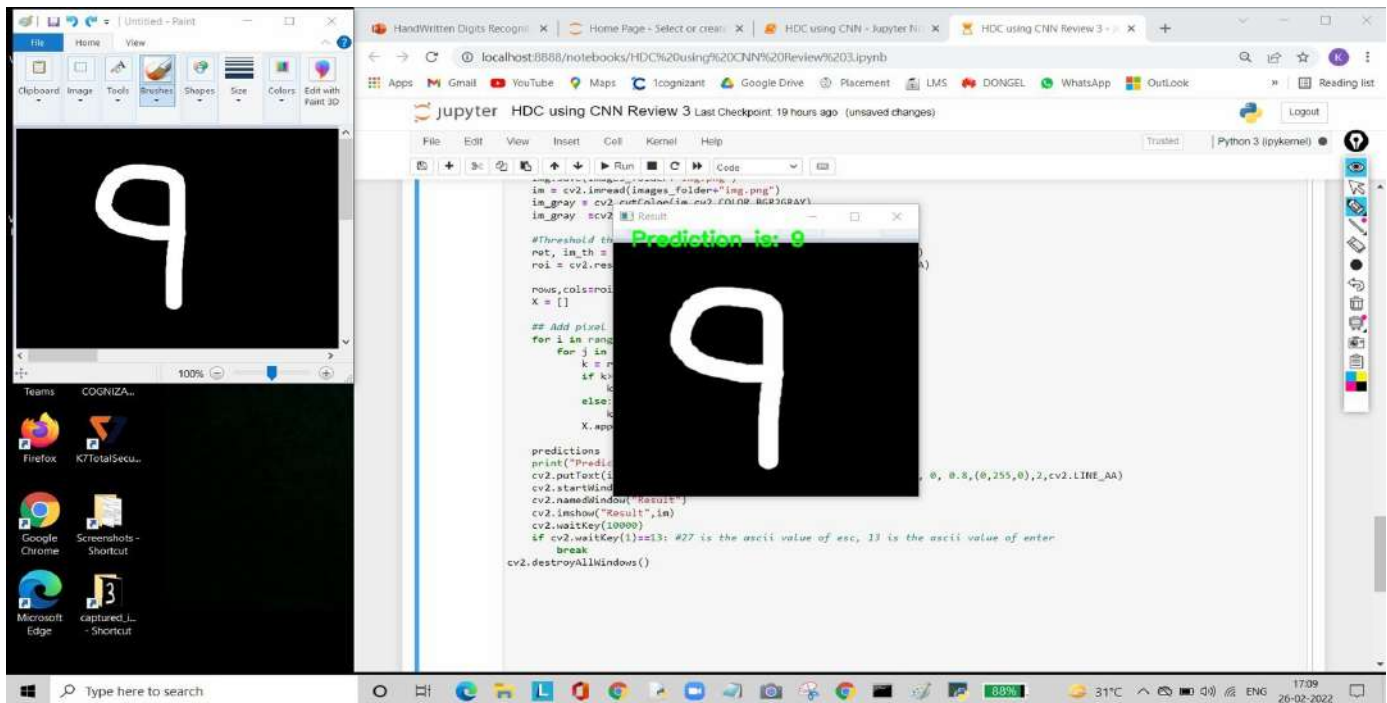 Untitled - Paint
File Home View
Clipboard Image Tools Brushes Shapes Size Colors Edit with Paint 3D
9
100%
Teams COGNIZA...
Firefox K7TotalSecu...
Google Chrome Screenshots - Shortcut
Microsoft Edge captured_i... - Shortcut
3
HandWritten Digits Recogni
Home Page - Select or creat
HDC using CNN - Jupyter N
HDC using CNN Review 3 - J
localhost:8888/notebooks/HDC%20using%20CNN%20Review%203.ipynb
K
Apps Gmail YouTube Maps 1cognizant Google Drive Placement LMS DONGEL WhatsApp OutLook » Reading list
jupyter HDC using CNN Review 3 Last Checkpoint: 19 hours ago (unsaved changes)
Logout
File Edit View Insert Cell Kernel Help
Trusted Python 3 (ipykernel)
Run Code
im = cv2.imread(images_folder+"img.png")
im_gray = cv2.cvtColor(im,cv2.COLOR_BGR2GRAY)
im_gray =cv2
#Threshold th
ret, im_th =
roi = cv2.res
A)
rows,cols=roi
X = []
## Add pixel
for i in rang
for j in
k = r
if k>
k
else:
k
X.app
predictions
print("Predic
cv2.putText(i , 0, 0.8,(0,255,0),2,cv2.LINE_AA)
cv2.startWind
cv2.namedWindow("Result")
cv2.imshow("Result",im)
cv2.waitKey(10000)
if cv2.waitKey(1)==13: #27 is the ascii value of esc, 13 is the ascii value of enter
break
cv2.destroyAllWindows()
Result
Prediction is: 9
9
Type here to search
88%
31°C
ENG
17:09
26-02-2022